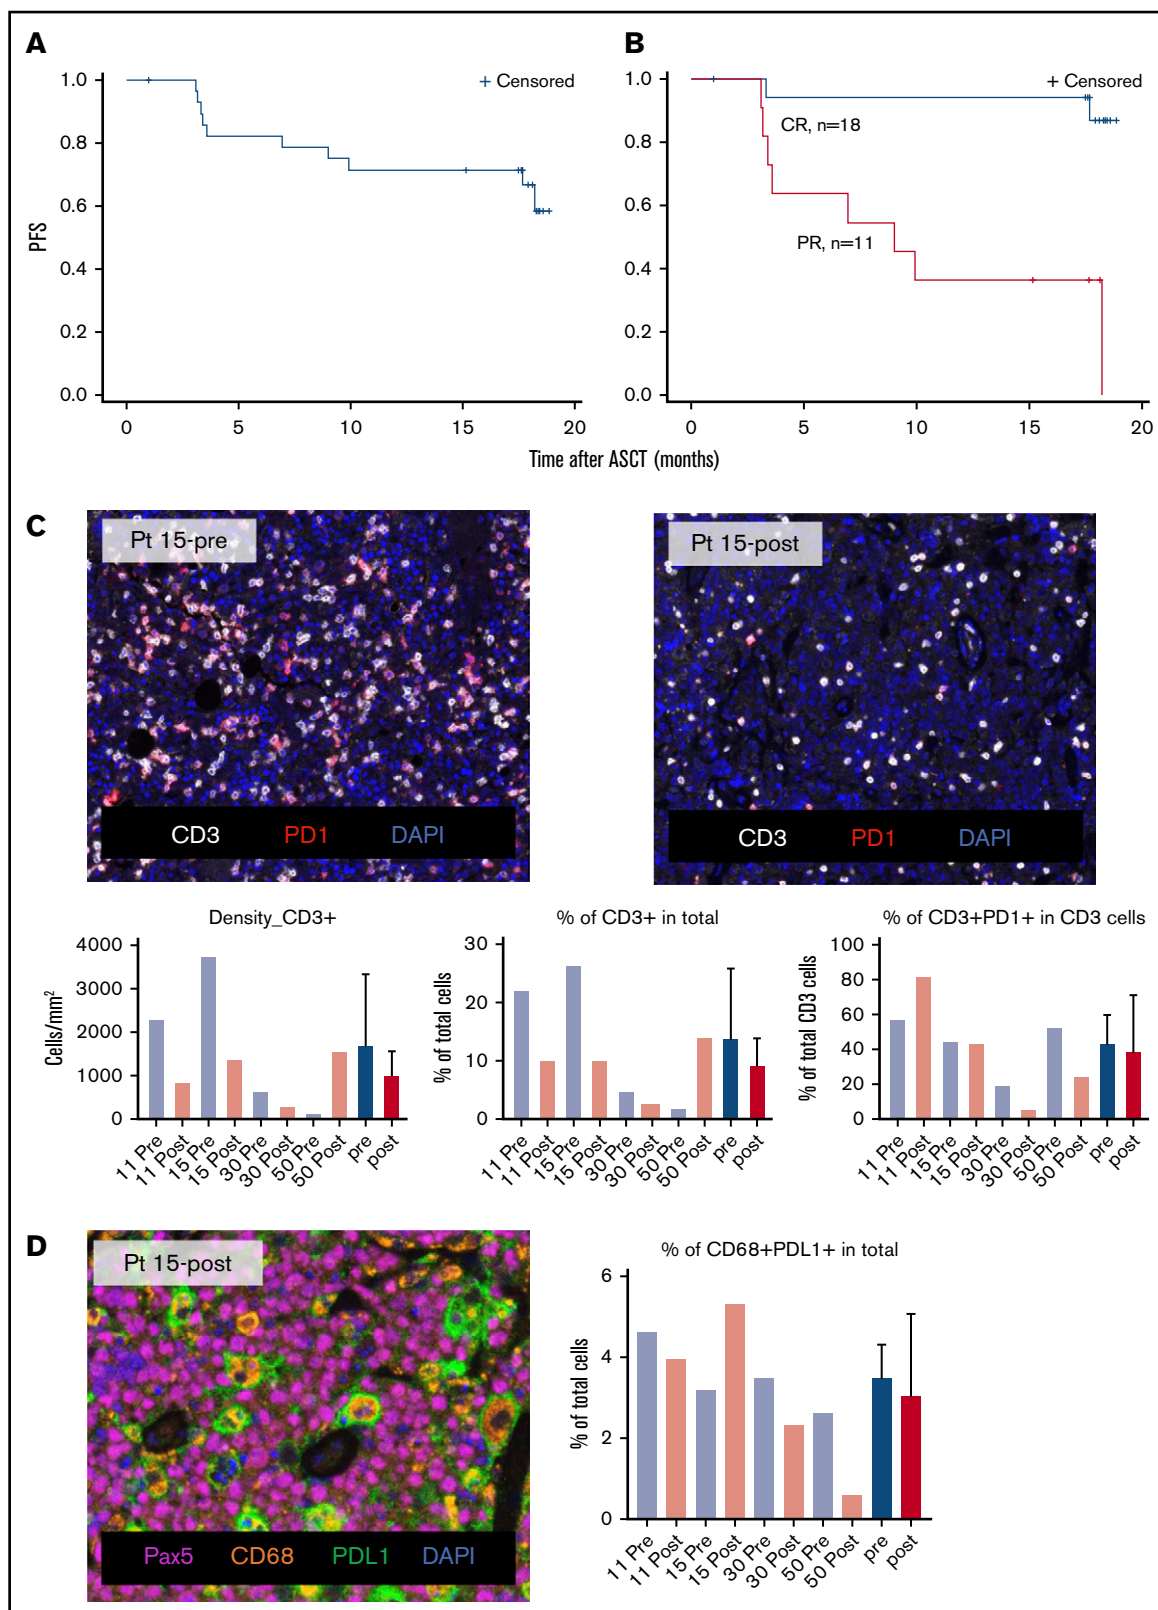 A
B
1.0
0.8
0.6
0.4
0.2
0.0
PFS
+ Censored
0 5 10 15 20
1.0
0.8
0.6
0.4
0.2
0.0
+ Censored
CR, n=18
PR, n=11
0 5 10 15 20
Time after ASCT (months)
C
Pt 15-pre
CD3 PD1 DAPI
Pt 15-post
CD3 PD1 DAPI
Density_CD3+
Cells/mm²
4000
3000
2000
1000
0
11 Pre
11 Post
15 Pre
15 Post
30 Pre
30 Post
50 Pre
50 Post
pre
post
% of CD3+ in total
% of total cells
30
20
10
0
11 Pre
11 Post
15 Pre
15 Post
30 Pre
30 Post
50 Pre
50 Post
pre
post
% of CD3+PD1+ in CD3 cells
% of total CD3 cells
100
80
60
40
20
0
11 Pre
11 Post
15 Pre
15 Post
30 Pre
30 Post
50 Pre
50 Post
pre
post
D
Pt 15-post
Pax5 CD68 PDL1 DAPI
% of CD68+PDL1+ in total
% of total cells
6
4
2
0
11 Pre
11 Post
15 Pre
15 Post
30 Pre
30 Post
50 Pre
50 Post
pre
post